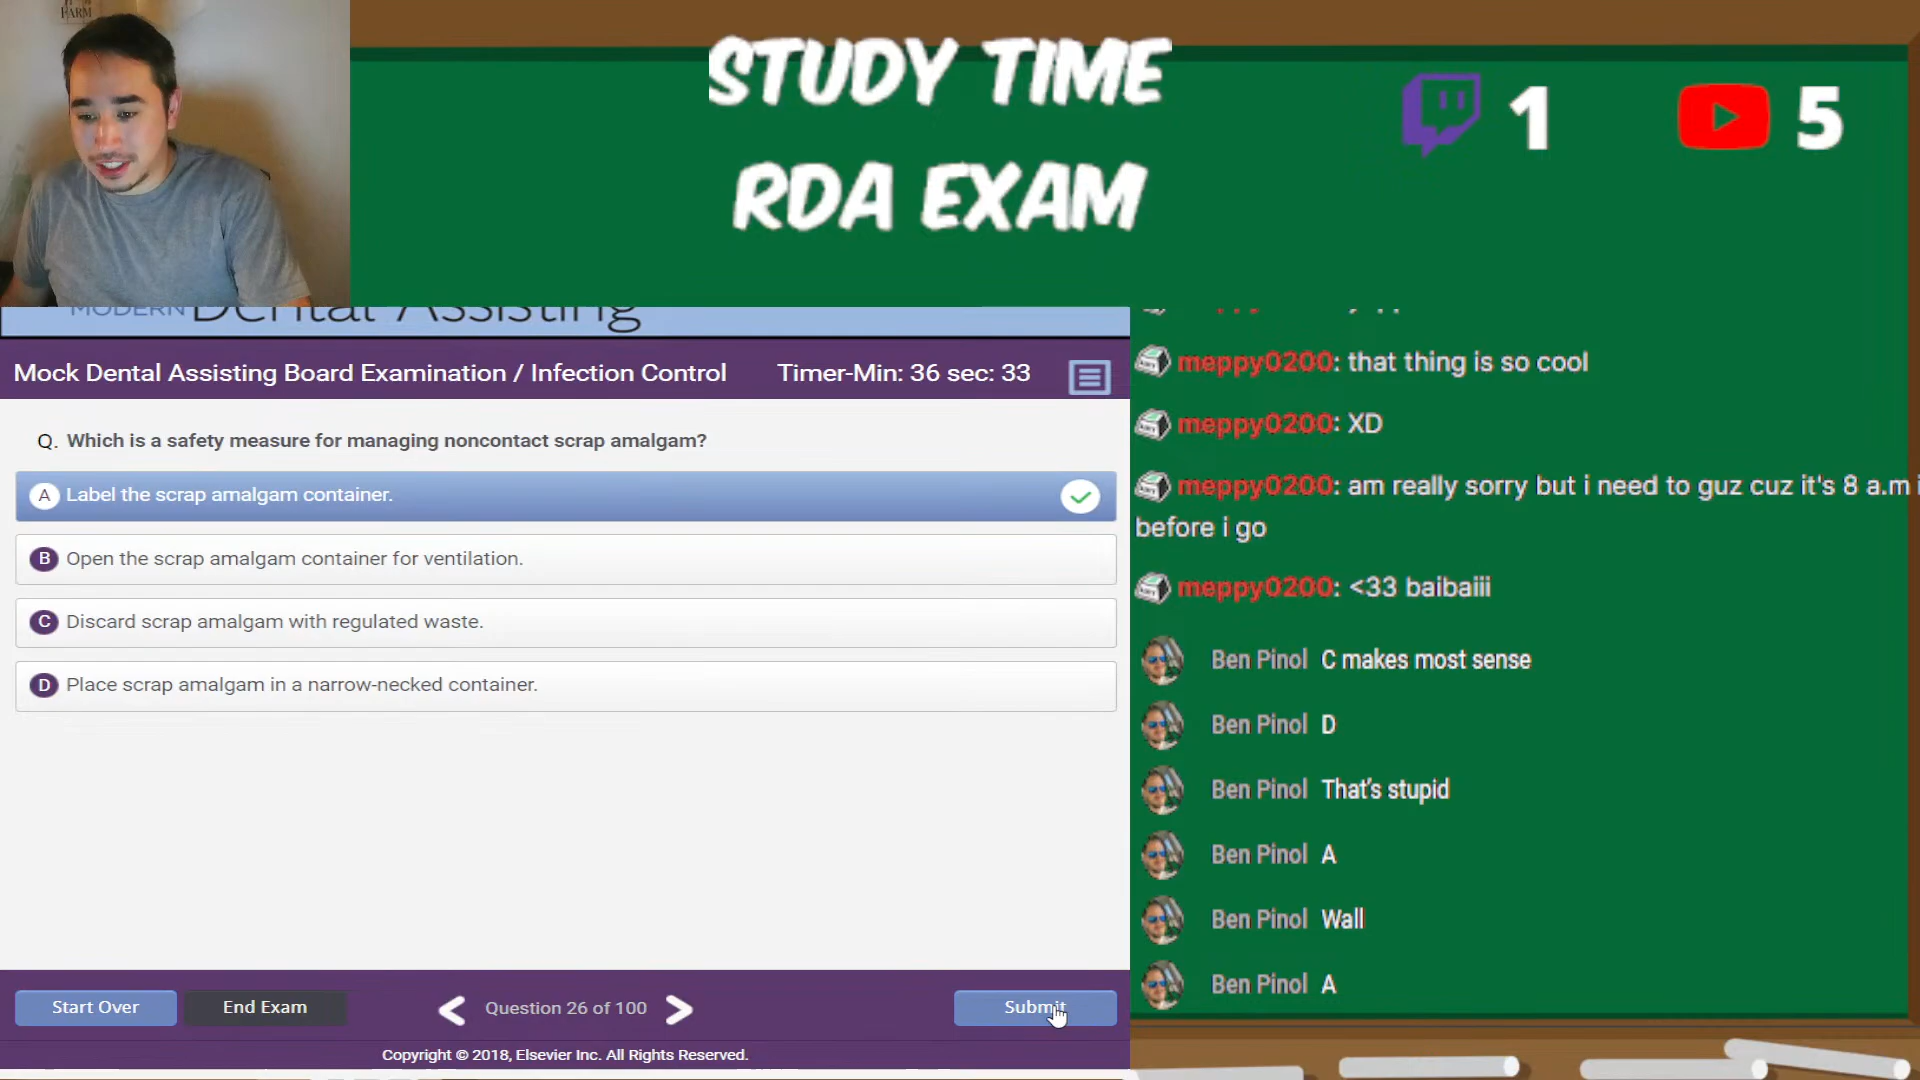 FARM
STUDY TIME
RDA EXAM
1
5
MODERN Dental Assisting
Mock Dental Assisting Board Examination / Infection Control
Timer-Min: 36 sec: 33
Q. Which is a safety measure for managing noncontact scrap amalgam?
A Label the scrap amalgam container.
B Open the scrap amalgam container for ventilation.
C Discard scrap amalgam with regulated waste.
D Place scrap amalgam in a narrow-necked container.
Start Over
End Exam
Question 26 of 100
Submit
Copyright © 2018, Elsevier Inc. All Rights Reserved.
meppy0200: that thing is so cool
meppy0200: XD
meppy0200: am really sorry but i need to guz cuz it's 8 a.m i
before i go
meppy0200: <33 baibaiii
Ben Pinol C makes most sense
Ben Pinol D
Ben Pinol That's stupid
Ben Pinol A
Ben Pinol Wall
Ben Pinol A